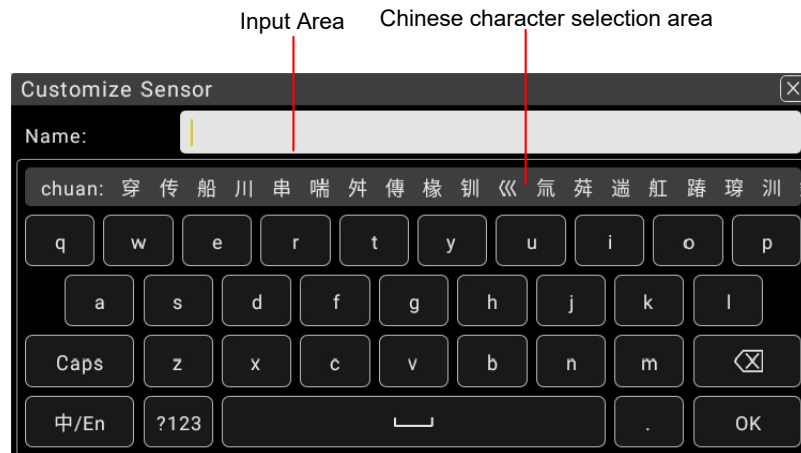 Input Area Chinese character selection area
Customize Sensor
Name:
chuan: 穿 传 船 川 串 喘 舛 傳 椽 钏 巛 氚 荈 遄 舡 踳 瑏 汌
q w e r t y u i o p
a s d f g h j k l
Caps z x c v b n m
中/En ?123 . OK